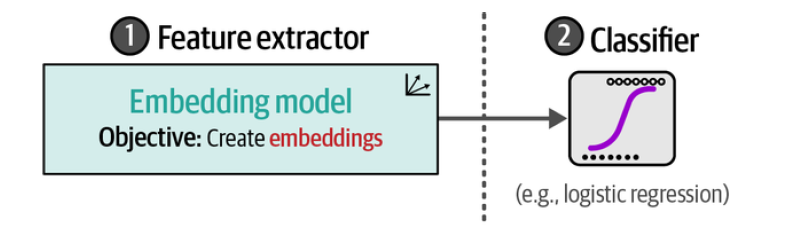 1 Feature extractor
Embedding model
Objective: Create embeddings
2 Classifier
(e.g., logistic regression)